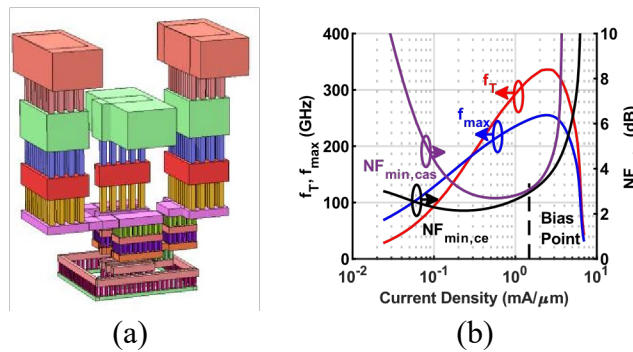 400
300
200
100
0
f_T, f_max (GHz)
10^-2
10^-1
10^0
10^1
Current Density (mA/μm)
10
8
6
4
2
0
(dB)
f_T
f_max
NF_min,cas
NF_min,ce
Bias
Point
(a)
(b)